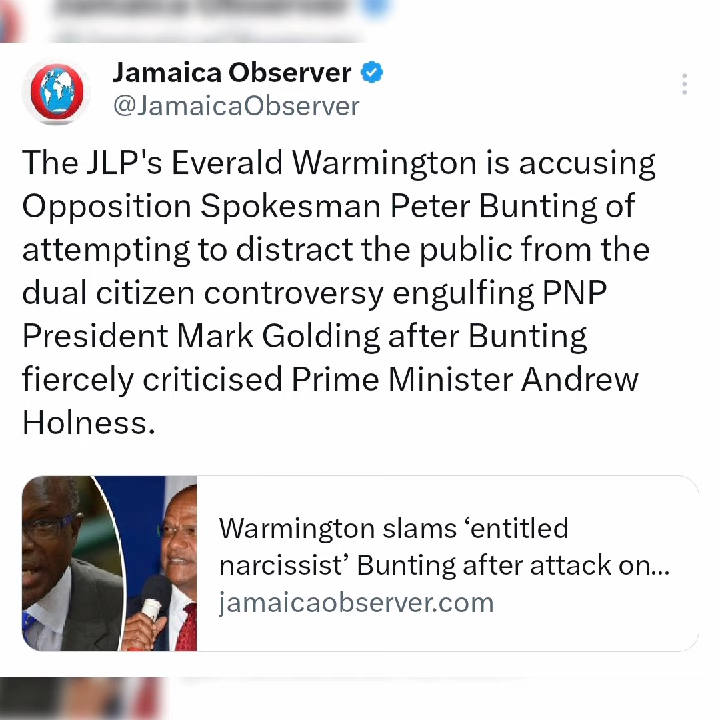 Jamaica Observer
@JamaicaObserver
The JLP's Everald Warmington is accusing
Opposition Spokesman Peter Bunting of
attempting to distract the public from the
dual citizen controversy engulfing PNP
President Mark Golding after Bunting
fiercely criticised Prime Minister Andrew
Holness.
Warmington slams ‘entitled
narcissist’ Bunting after attack on...
jamaicaobserver.com